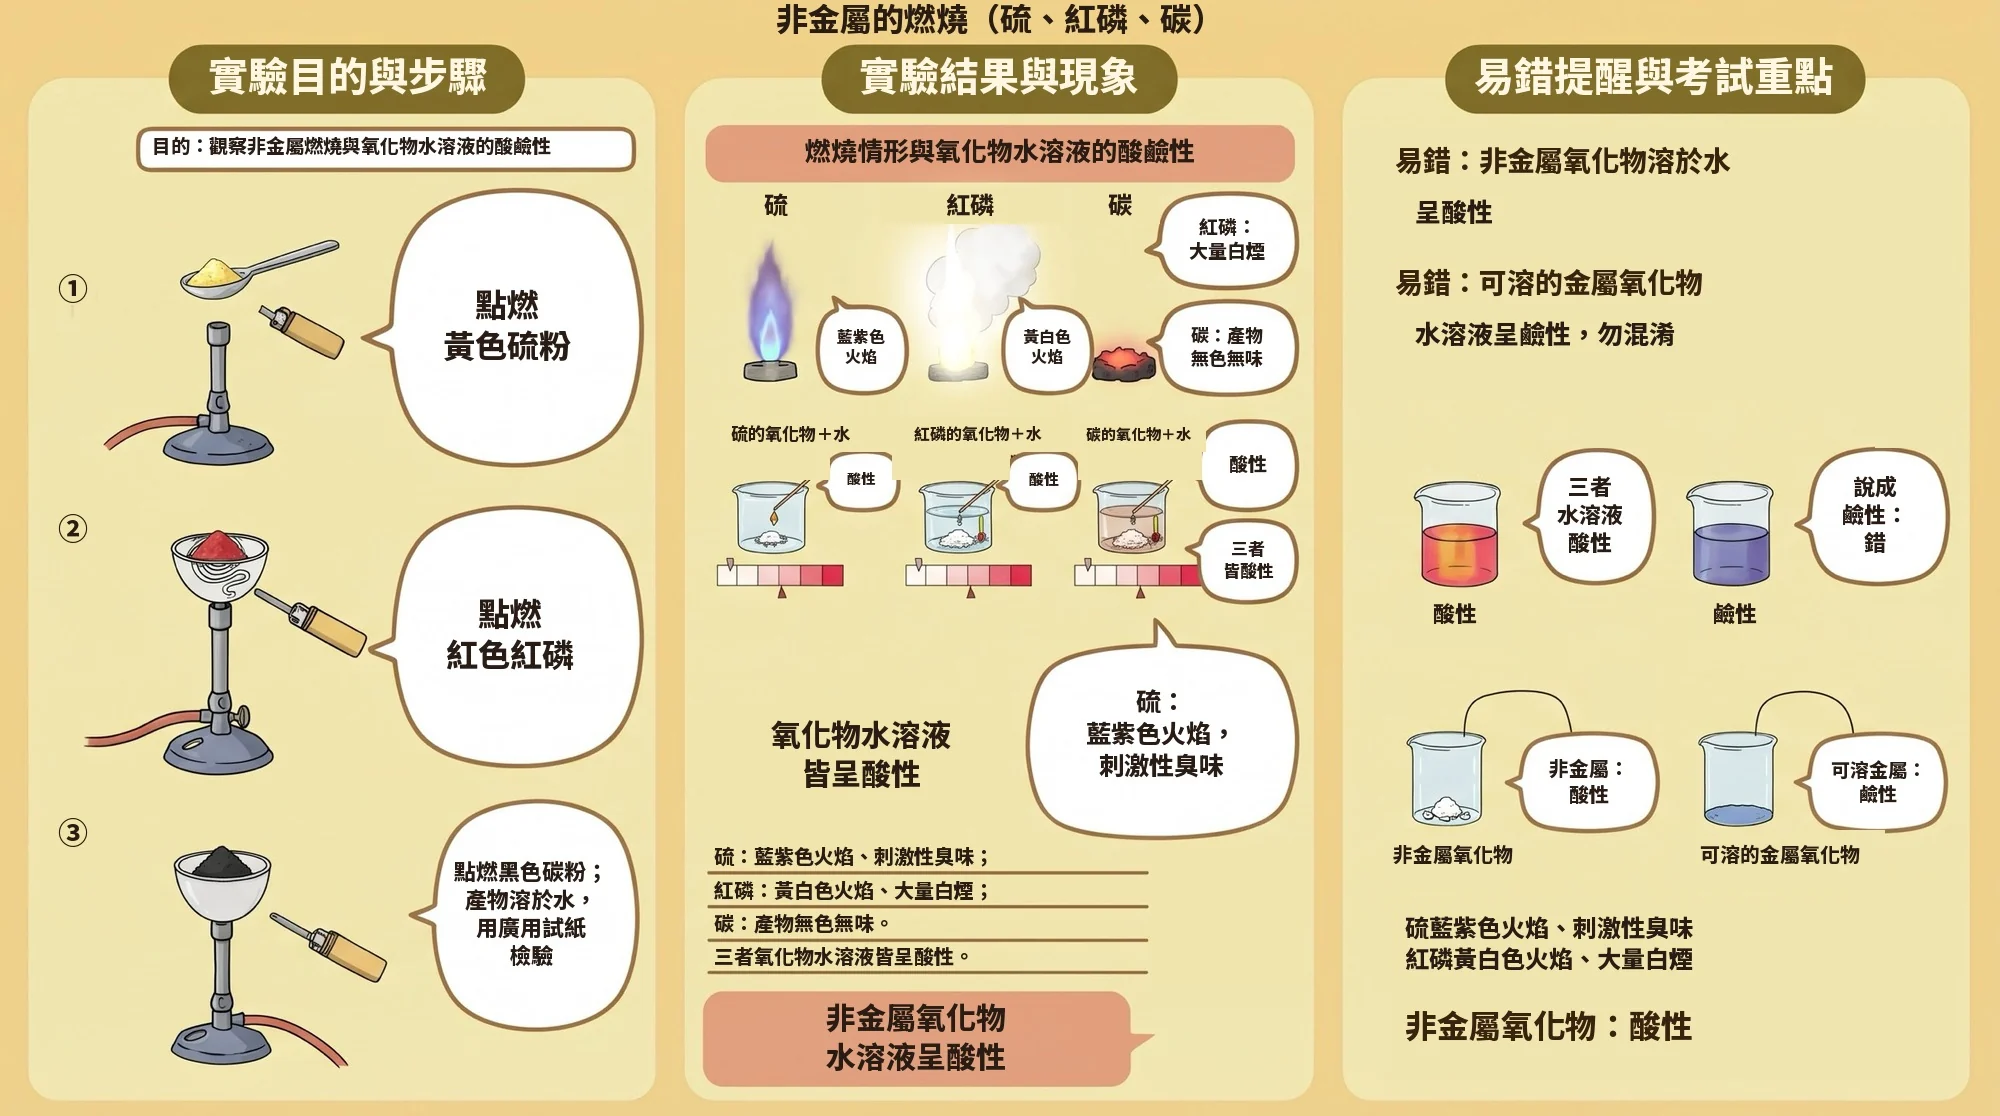 非金屬的燃燒（硫、紅磷、碳）
實驗目的與步驟
目的：觀察非金屬燃燒與氧化物水溶液的酸鹼性
①
點燃
黃色硫粉
②
點燃
紅色紅磷
③
點燃黑色碳粉；
產物溶於水，
用廣用試紙
檢驗
實驗結果與現象
燃燒情形與氧化物水溶液的酸鹼性
硫
紅磷
碳
紅磷：
大量白煙
藍紫色
火焰
黃白色
火焰
碳：產物
無色無味
硫的氧化物＋水
紅磷的氧化物＋水
碳的氧化物＋水
酸性
酸性
酸性
三者
皆酸性
氧化物水溶液
皆呈酸性
硫：
藍紫色火焰，
刺激性臭味
硫：藍紫色火焰、刺激性臭味；
紅磷：黃白色火焰、大量白煙；
碳：產物無色無味。
三者氧化物水溶液皆呈酸性。
非金屬氧化物
水溶液呈酸性
易錯提醒與考試重點
易錯：非金屬氧化物溶於水
呈酸性
易錯：可溶的金屬氧化物
水溶液呈鹼性，勿混淆
三者
水溶液
酸性
說成
鹼性：
錯
酸性
鹼性
非金屬：
酸性
可溶金屬：
鹼性
非金屬氧化物
可溶的金屬氧化物
硫藍紫色火焰、刺激性臭味
紅磷黃白色火焰、大量白煙
非金屬氧化物：酸性